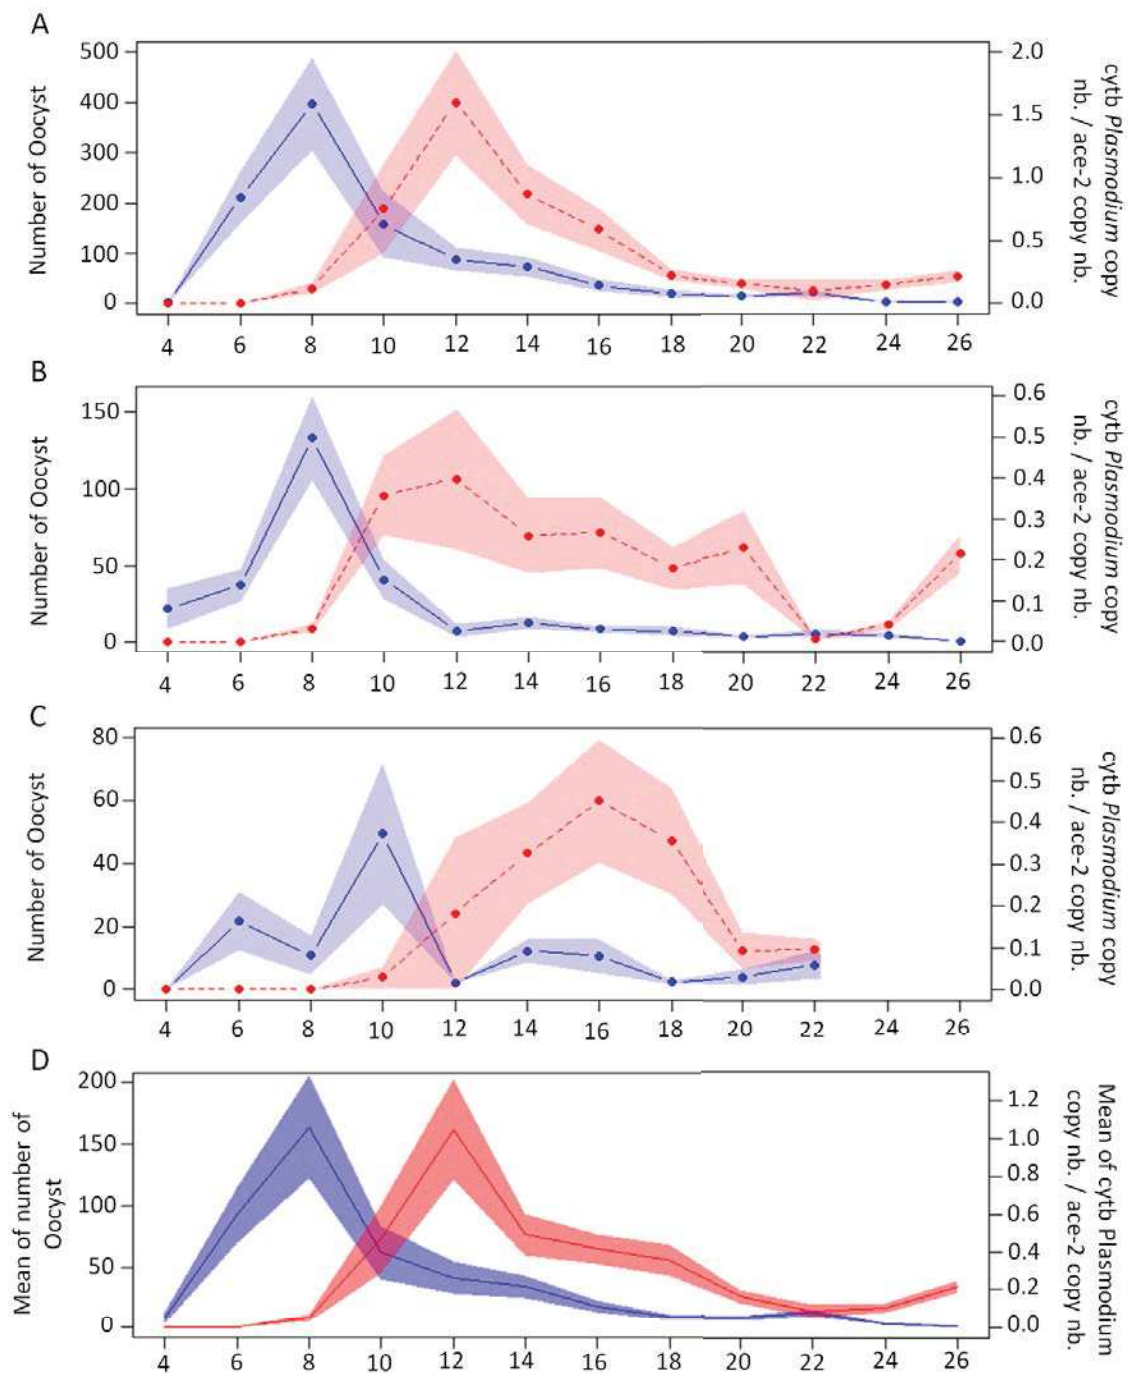 A
500
400
300
200
100
0
Number of Oocyst
2.0
1.5
1.0
0.5
0.0
cytb Plasmodium copy
nb. / ace-2 copy nb.
4 6 8 10 12 14 16 18 20 22 24 26
B
150
100
50
0
Number of Oocyst
0.6
0.5
0.4
0.3
0.2
0.1
0.0
cytb Plasmodium copy
nb. / ace-2 copy nb.
4 6 8 10 12 14 16 18 20 22 24 26
C
80
60
40
20
0
Number of Oocyst
0.6
0.5
0.4
0.3
0.2
0.1
0.0
cytb Plasmodium copy
nb. / ace-2 copy nb.
4 6 8 10 12 14 16 18 20 22 24 26
D
200
150
100
50
0
Mean of number of
Oocyst
1.2
1.0
0.8
0.6
0.4
0.2
0.0
Mean of cytb Plasmodium
copy nb. / ace-2 copy nb.
4 6 8 10 12 14 16 18 20 22 24 26